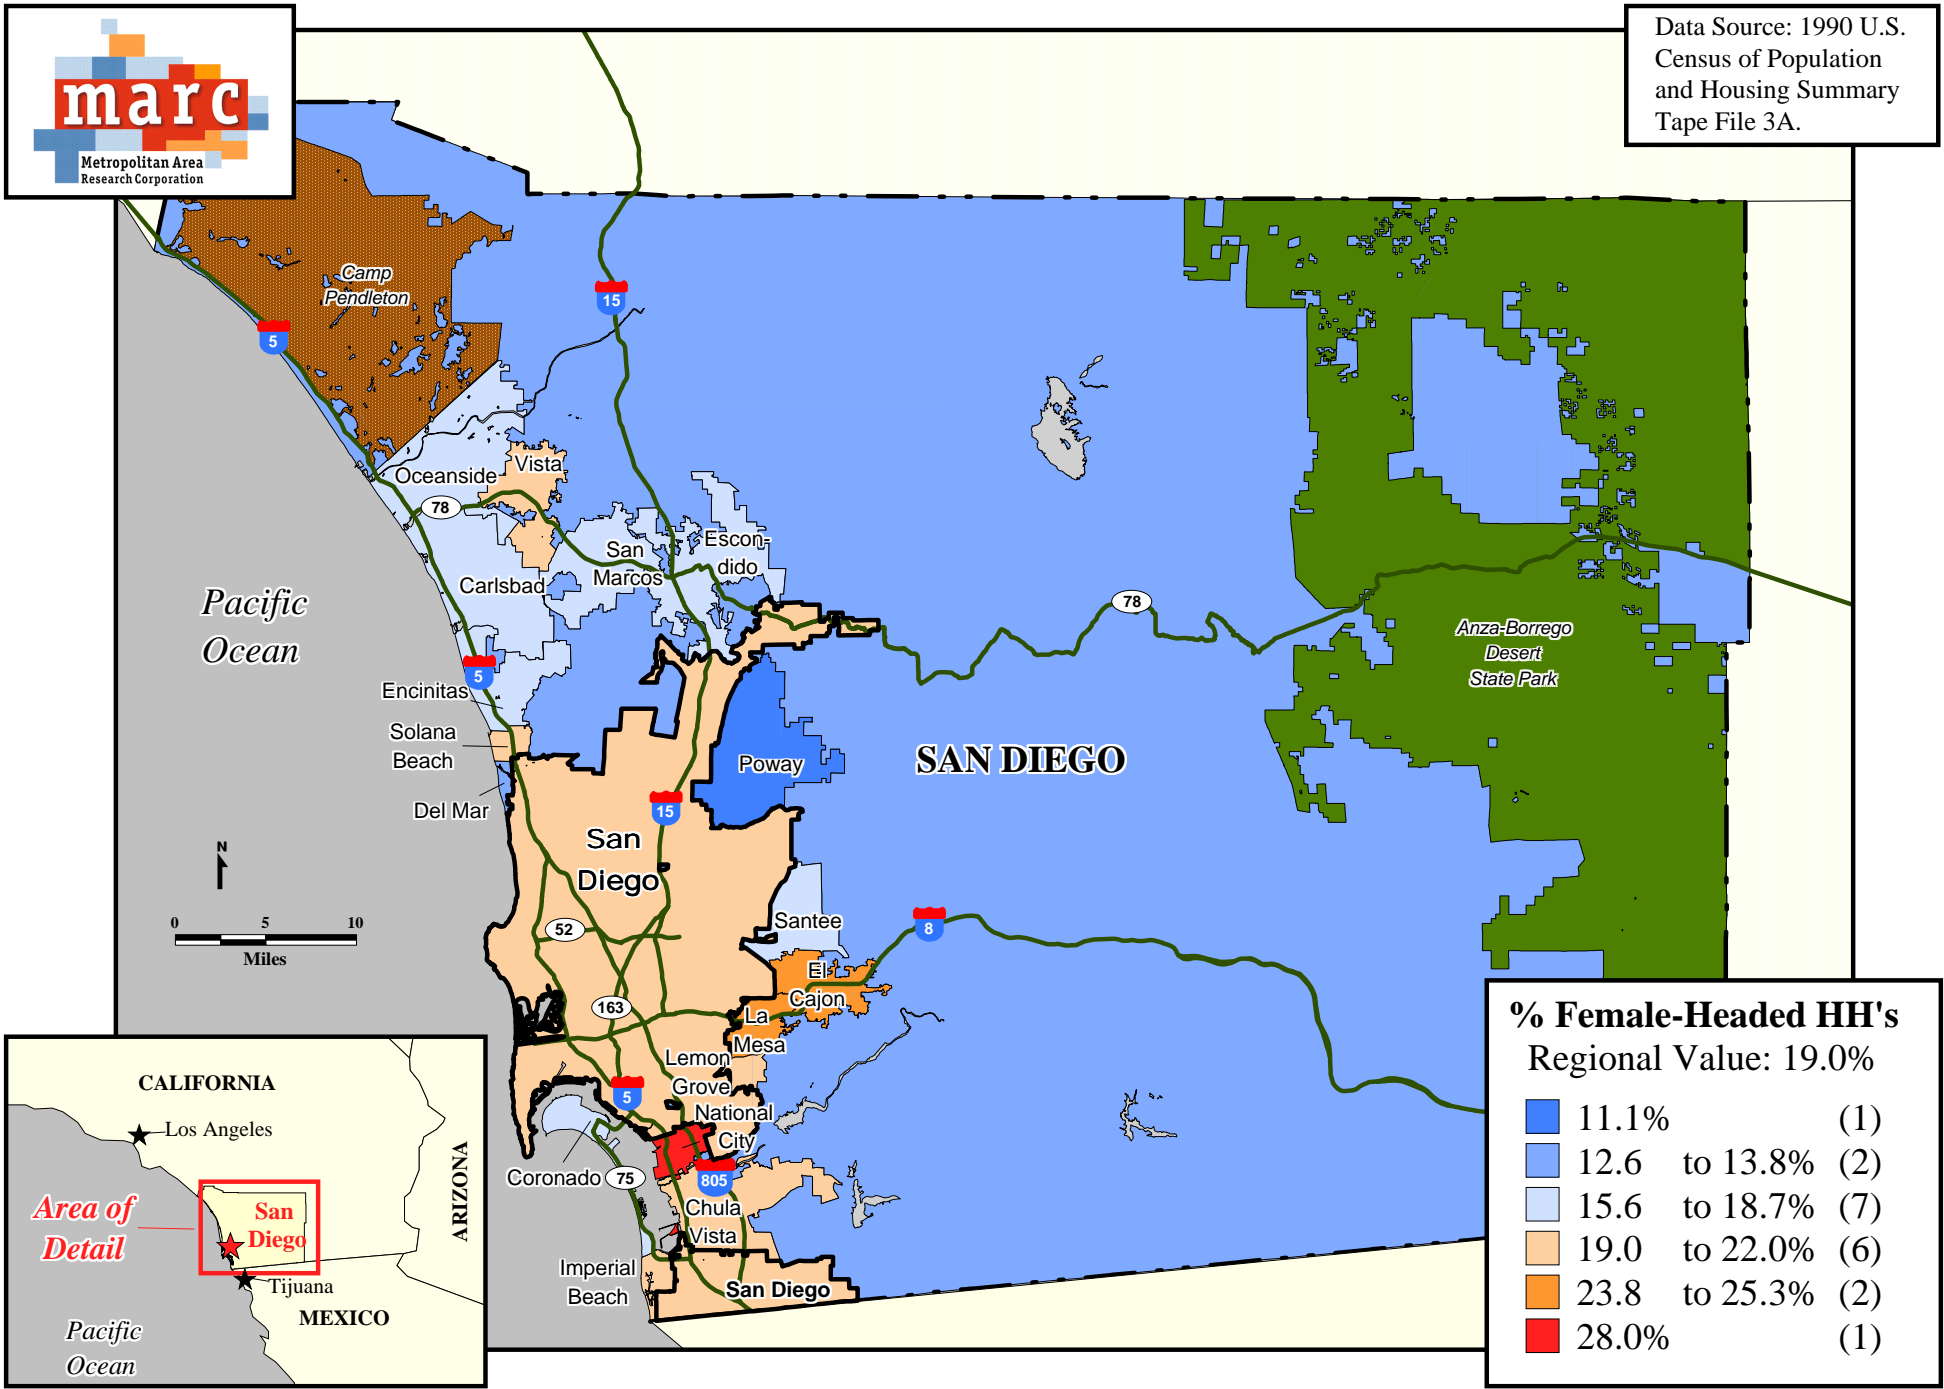 marc
Metropolitan Area
Research Corporation
Data Source: 1990 U.S.
Census of Population
and Housing Summary
Tape File 3A.
Camp
Pendleton
15
5
Oceanside
Vista
78
San
Marcos
Escon-
dido
Carlsbad
78
Pacific
Ocean
Anza-Borrego
Desert
State Park
5
Encinitas
Solana
Beach
Del Mar
Poway
SAN DIEGO
15
San
Diego
N
0 5 10
Miles
52
Santee
8
El
Cajon
163
La
Mesa
Lemon
Grove
5
National
City
Coronado
75
805
Chula
Vista
Imperial
Beach
San Diego
% Female-Headed HH's
Regional Value: 19.0%
11.1% (1)
12.6 to 13.8% (2)
15.6 to 18.7% (7)
19.0 to 22.0% (6)
23.8 to 25.3% (2)
28.0% (1)
CALIFORNIA
Los Angeles
ARIZONA
Area of
Detail
San
Diego
Tijuana
MEXICO
Pacific
Ocean